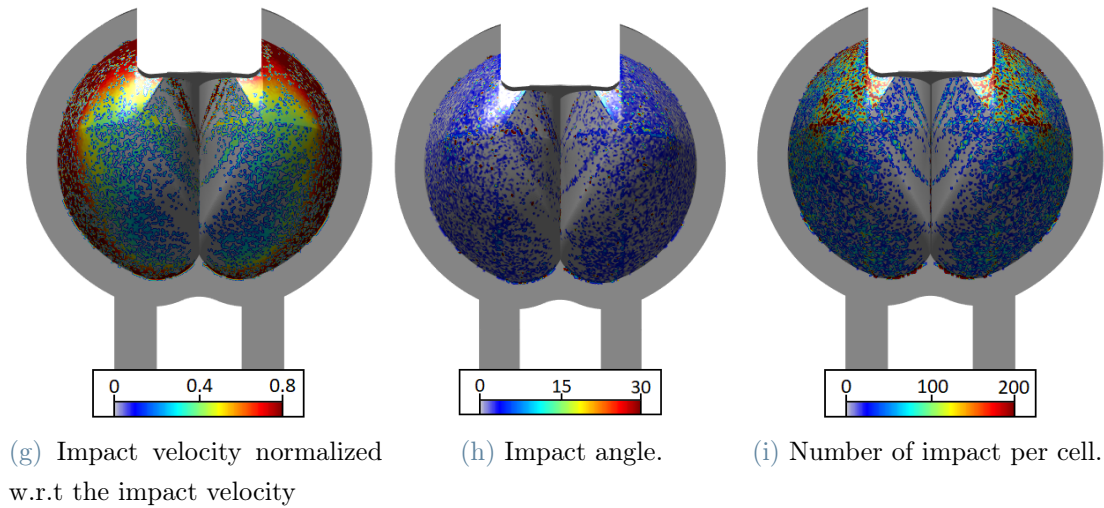 0 0.4 0.8
0 15 30
0 100 200
(g) Impact velocity normalized
w.r.t the impact velocity
(h) Impact angle.
(i) Number of impact per cell.